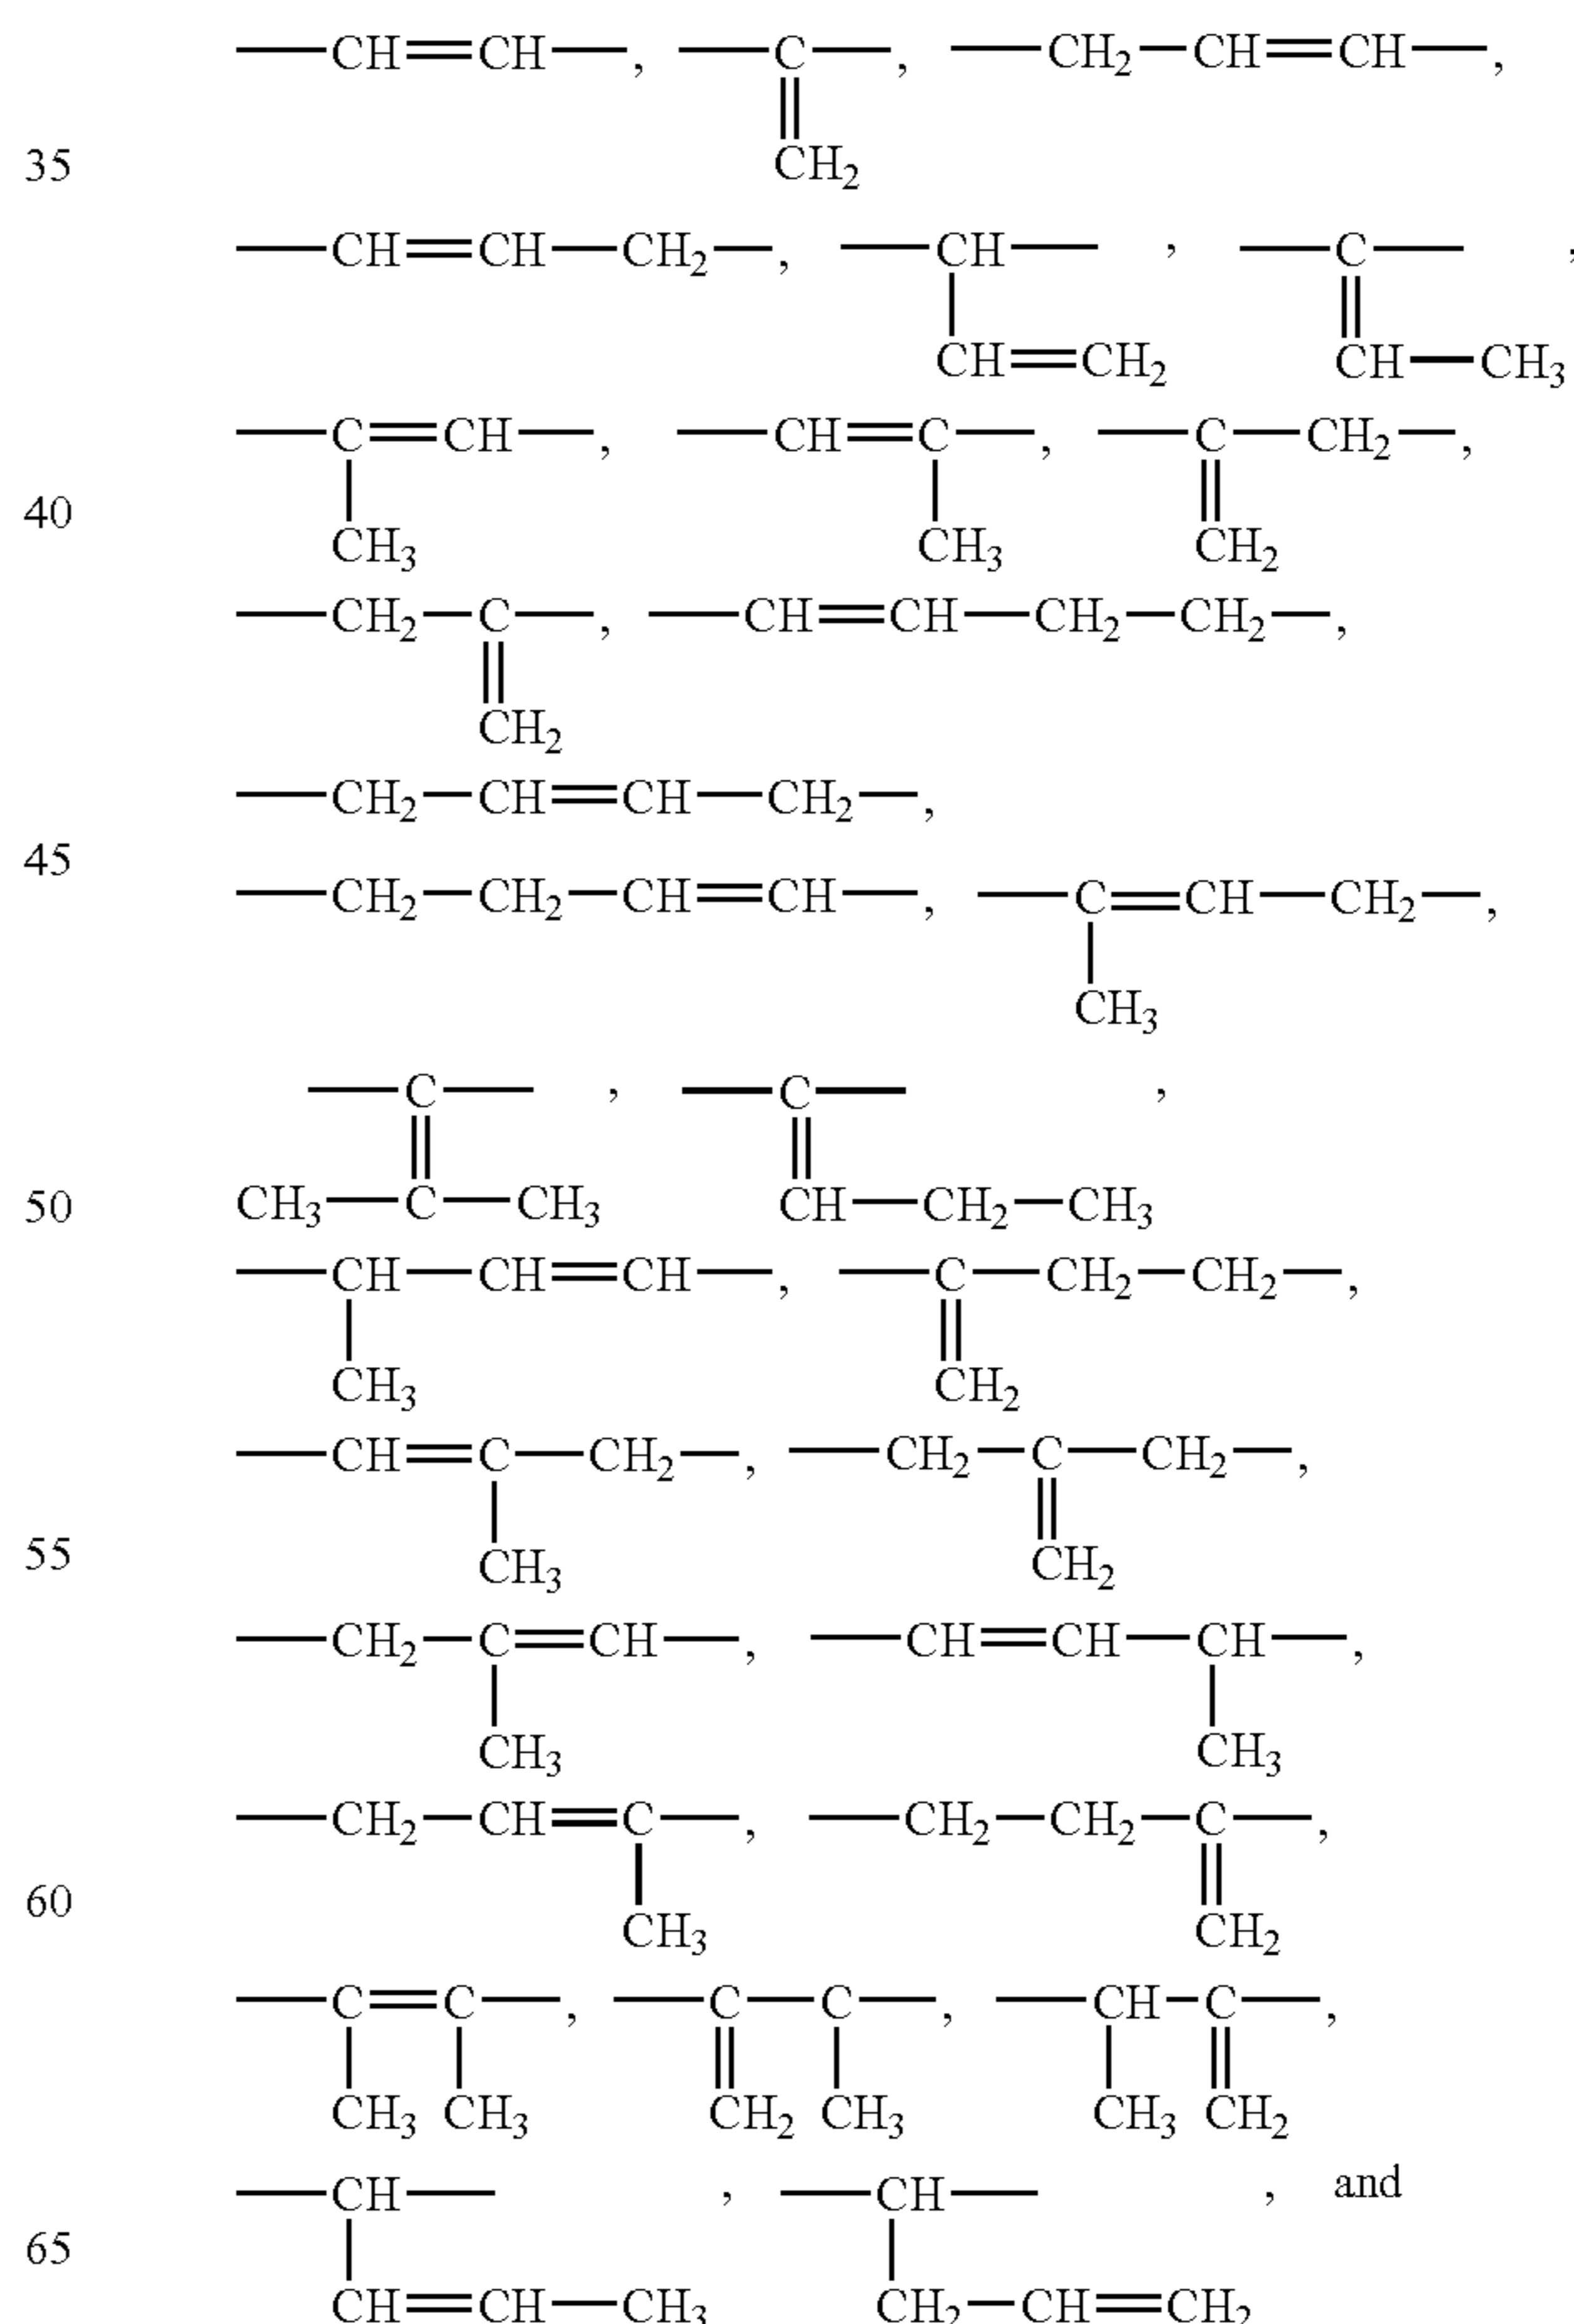 —CH=CH—, —C—, —CH₂—CH=CH—,
‖
35 CH₂
—CH=CH—CH₂—, —CH— , —C— ,
| ‖
CH=CH₂ CH—CH₃
—C=CH—, —CH=C—, —C—CH₂—,
| | ‖
40
CH₃ CH₃ CH₂
—CH₂—C—, —CH=CH—CH₂—CH₂—,
‖
CH₂
—CH₂—CH=CH—CH₂—,
45
—CH₂—CH₂—CH=CH—, —C=CH—CH₂—,
|
CH₃
—C— , —C— ,
‖ ‖
50 CH₃—C—CH₃ CH—CH₂—CH₃
—CH—CH=CH—, —C—CH₂—CH₂—,
| ‖
CH₃ CH₂
—CH=C—CH₂—, —CH₂—C—CH₂—,
| ‖
55 CH₃ CH₂
—CH₂—C=CH—, —CH=CH—CH—,
| |
CH₃ CH₃
—CH₂—CH=C—, —CH₂—CH₂—C—,
| ‖
60
CH₃ CH₂
—C=C—, —C—C—, —CH—C—,
| | ‖ | | ‖
CH₃ CH₃ CH₂ CH₃ CH₃ CH₂
—CH— , —CH— , and
| |
65
CH=CH—CH₃ CH₂—CH=CH₂